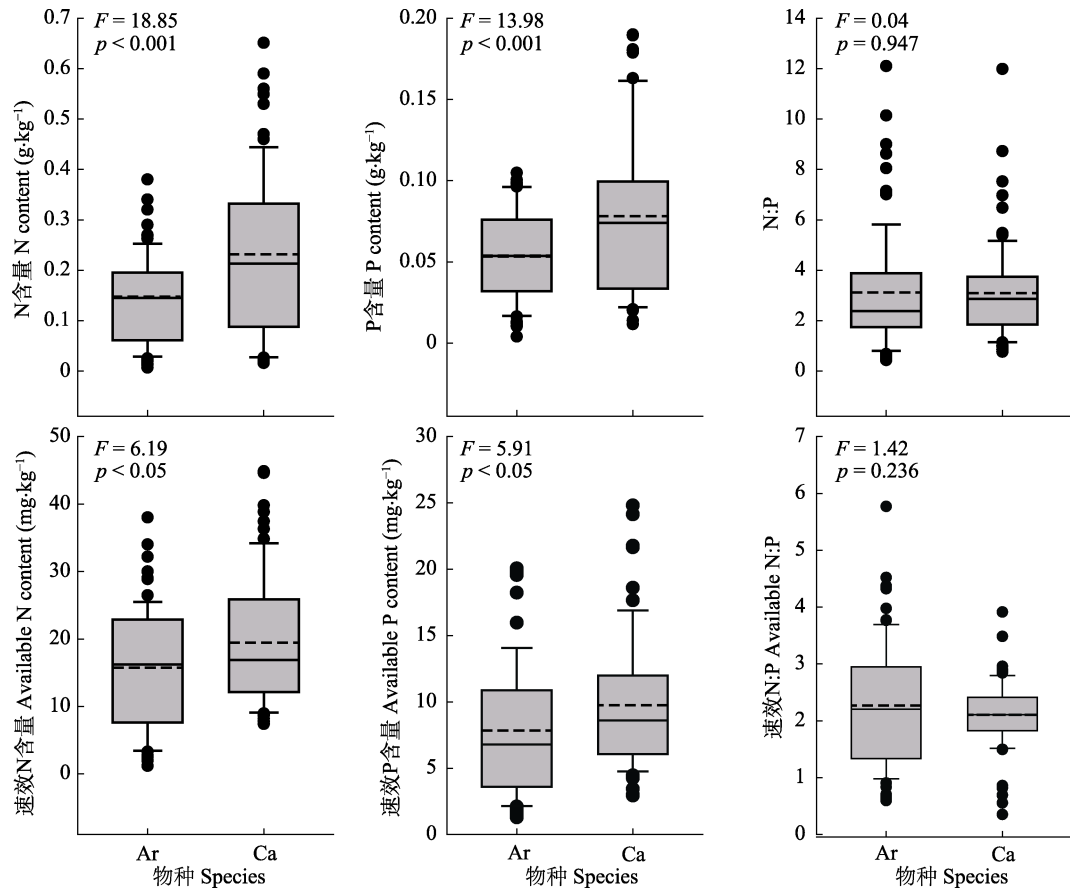 F = 18.85
p < 0.001
0.7
0.6
0.5
0.4
0.3
0.2
0.1
0
N含量 N content (g·kg⁻¹)
F = 13.98
p < 0.001
0.20
0.15
0.10
0.05
0
P含量 P content (g·kg⁻¹)
F = 0.04
p = 0.947
14
12
10
8
6
4
2
0
N:P
F = 6.19
p < 0.05
50
40
30
20
10
0
速效N含量 Available N content (mg·kg⁻¹)
Ar
Ca
物种 Species
F = 5.91
p < 0.05
30
25
20
15
10
5
0
速效P含量 Available P content (mg·kg⁻¹)
Ar
Ca
物种 Species
F = 1.42
p = 0.236
7
6
5
4
3
2
1
0
速效N:P Available N:P
Ar
Ca
物种 Species